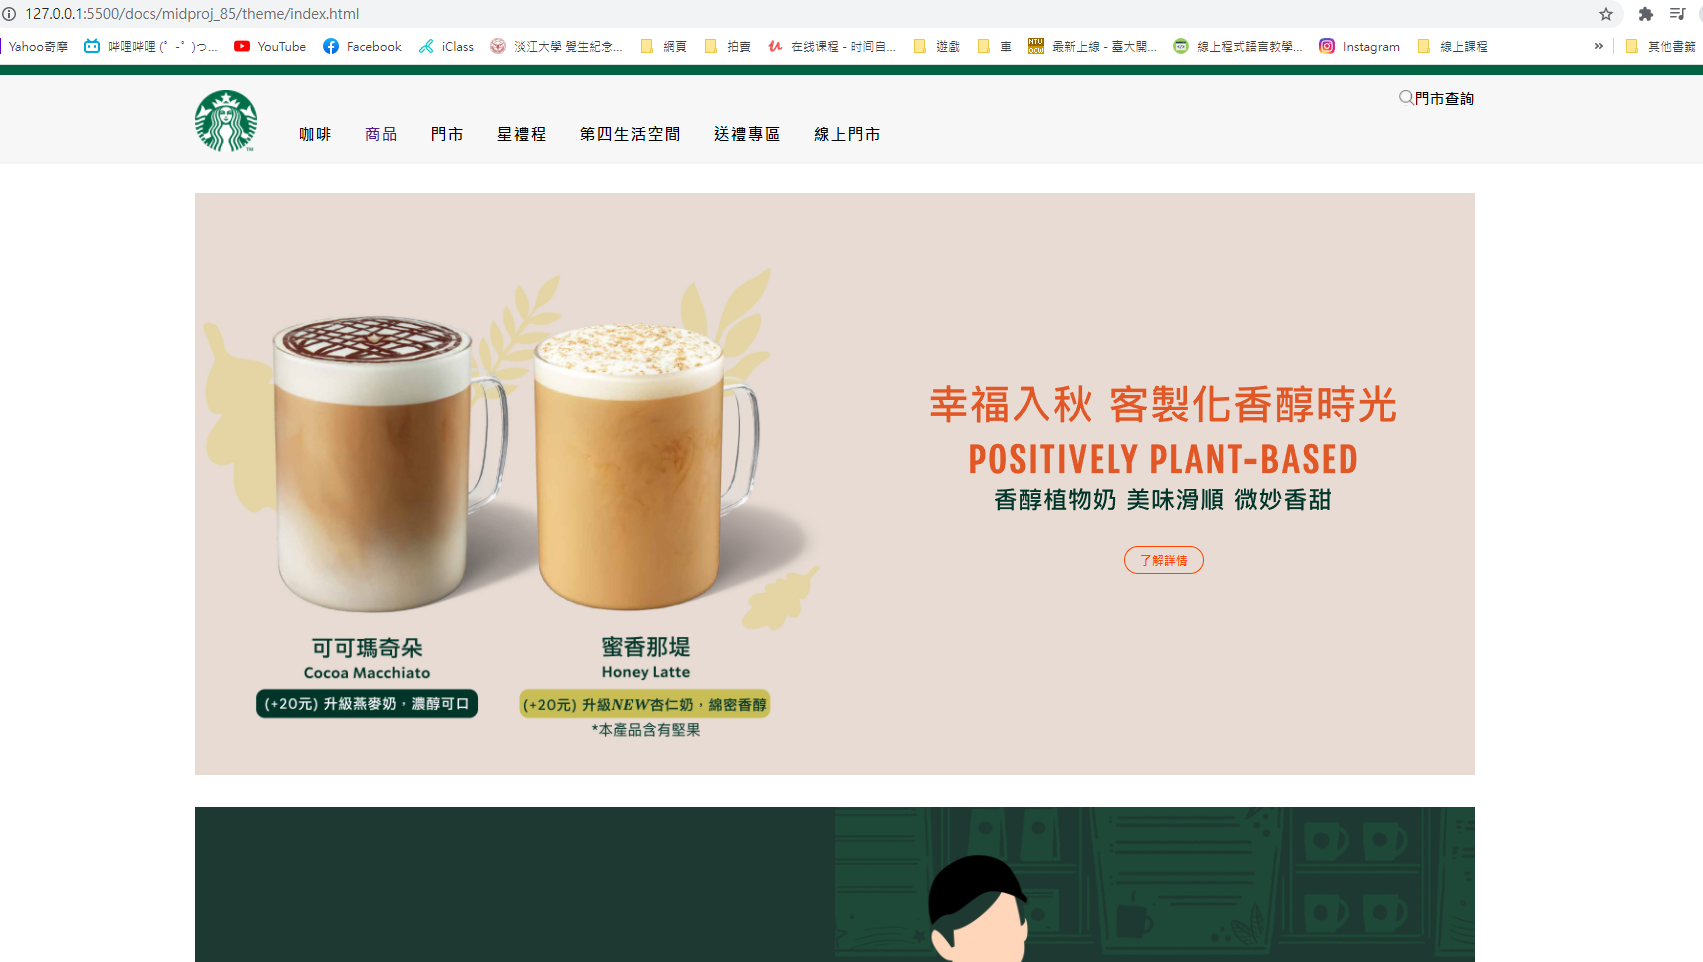 127.0.0.1:5500/docs/midproj_85/theme/index.html
Yahoo奇摩 嗶哩嗶哩 (゜-゜)つ... YouTube Facebook iClass 淡江大學 覺生紀念... 網頁 拍賣 在线课程 - 时间自... 遊戲 車 最新上線 - 臺大開... 線上程式語言教學... Instagram 線上課程 » 其他書籤
門市查詢
咖啡 商品 門市 星禮程 第四生活空間 送禮專區 線上門市
幸福入秋 客製化香醇時光
POSITIVELY PLANT-BASED
香醇植物奶 美味滑順 微妙香甜
了解詳情
可可瑪奇朵
Cocoa Macchiato
(+20元) 升級燕麥奶，濃醇可口
蜜香那堤
Honey Latte
(+20元) 升級NEW杏仁奶，綿密香醇
*本產品含有堅果